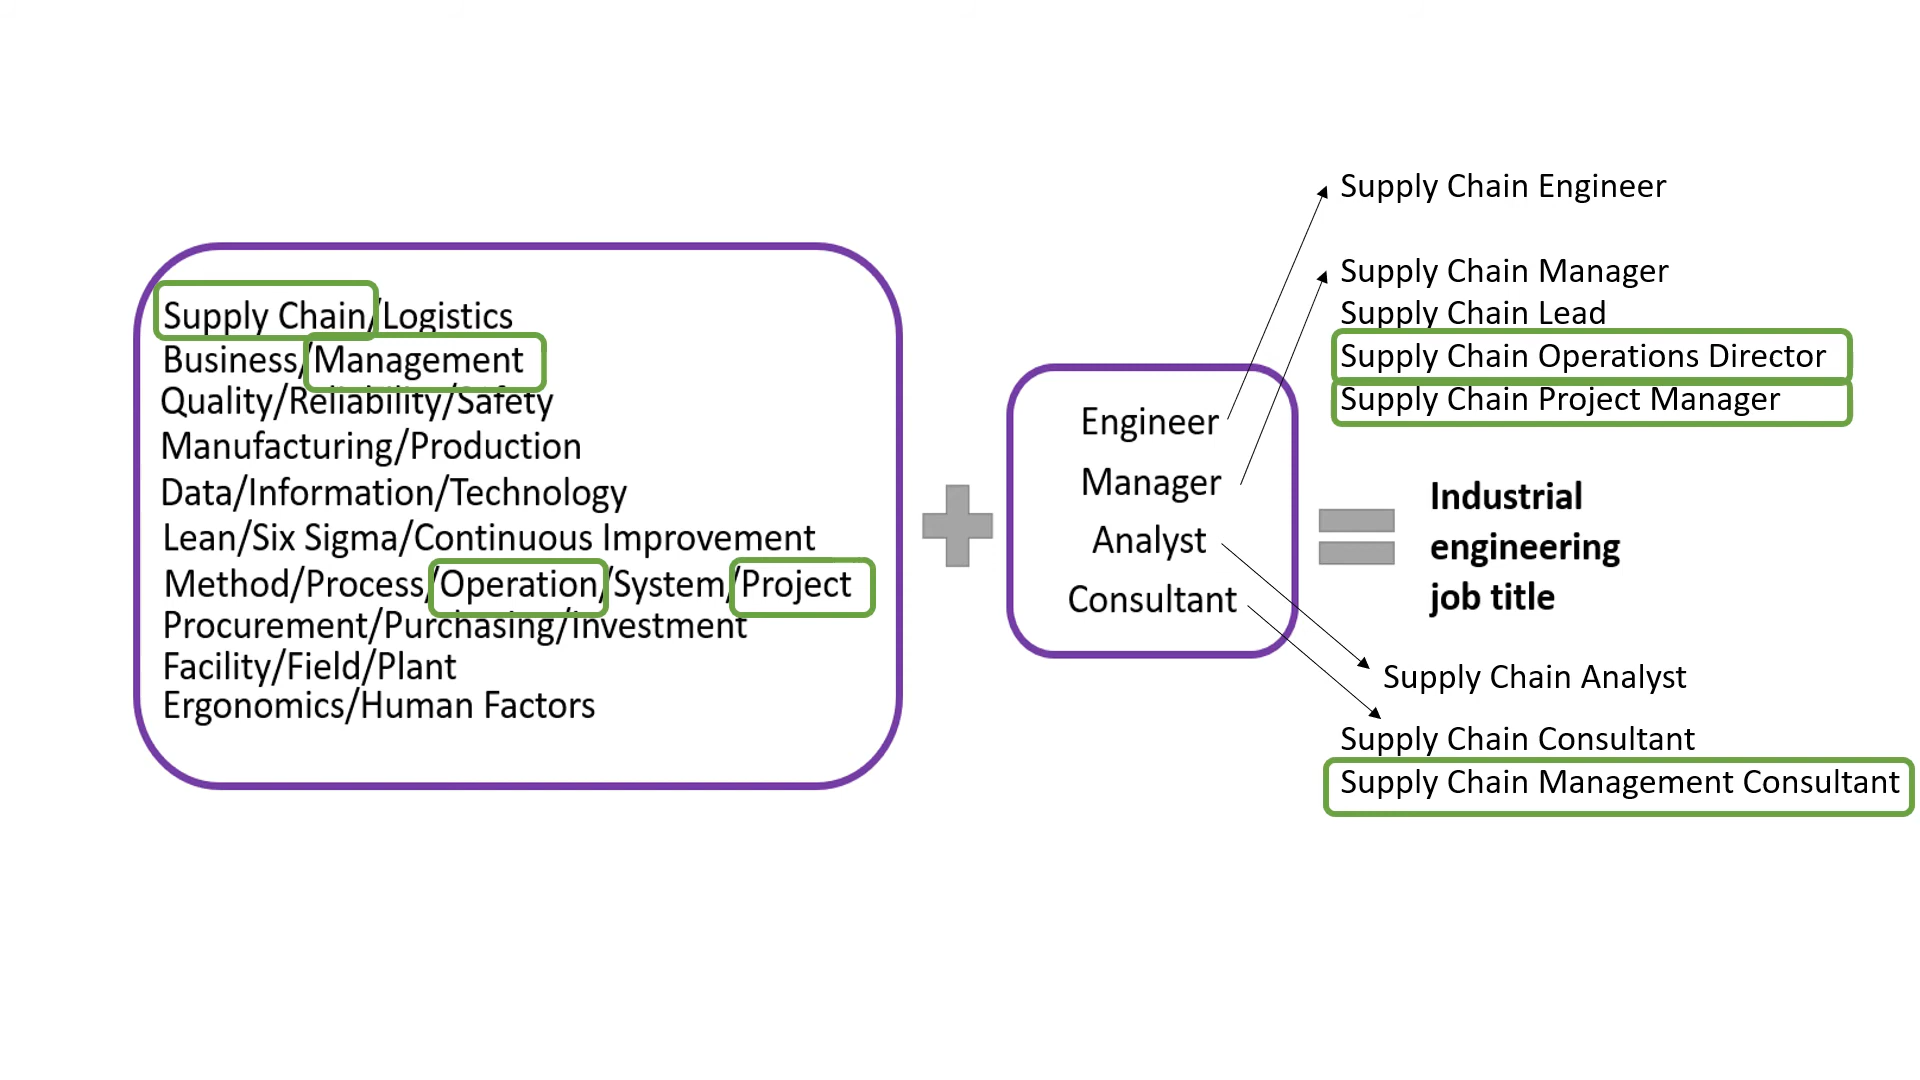 Supply Chain/Logistics
Business/Management
Quality/Reliability/Safety
Manufacturing/Production
Data/Information/Technology
Lean/Six Sigma/Continuous Improvement
Method/Process/Operation/System/Project
Procurement/Purchasing/Investment
Facility/Field/Plant
Ergonomics/Human Factors
Engineer
Manager
Analyst
Consultant
Supply Chain Engineer
Supply Chain Manager
Supply Chain Lead
Supply Chain Operations Director
Supply Chain Project Manager
Industrial
engineering
job title
Supply Chain Analyst
Supply Chain Consultant
Supply Chain Management Consultant